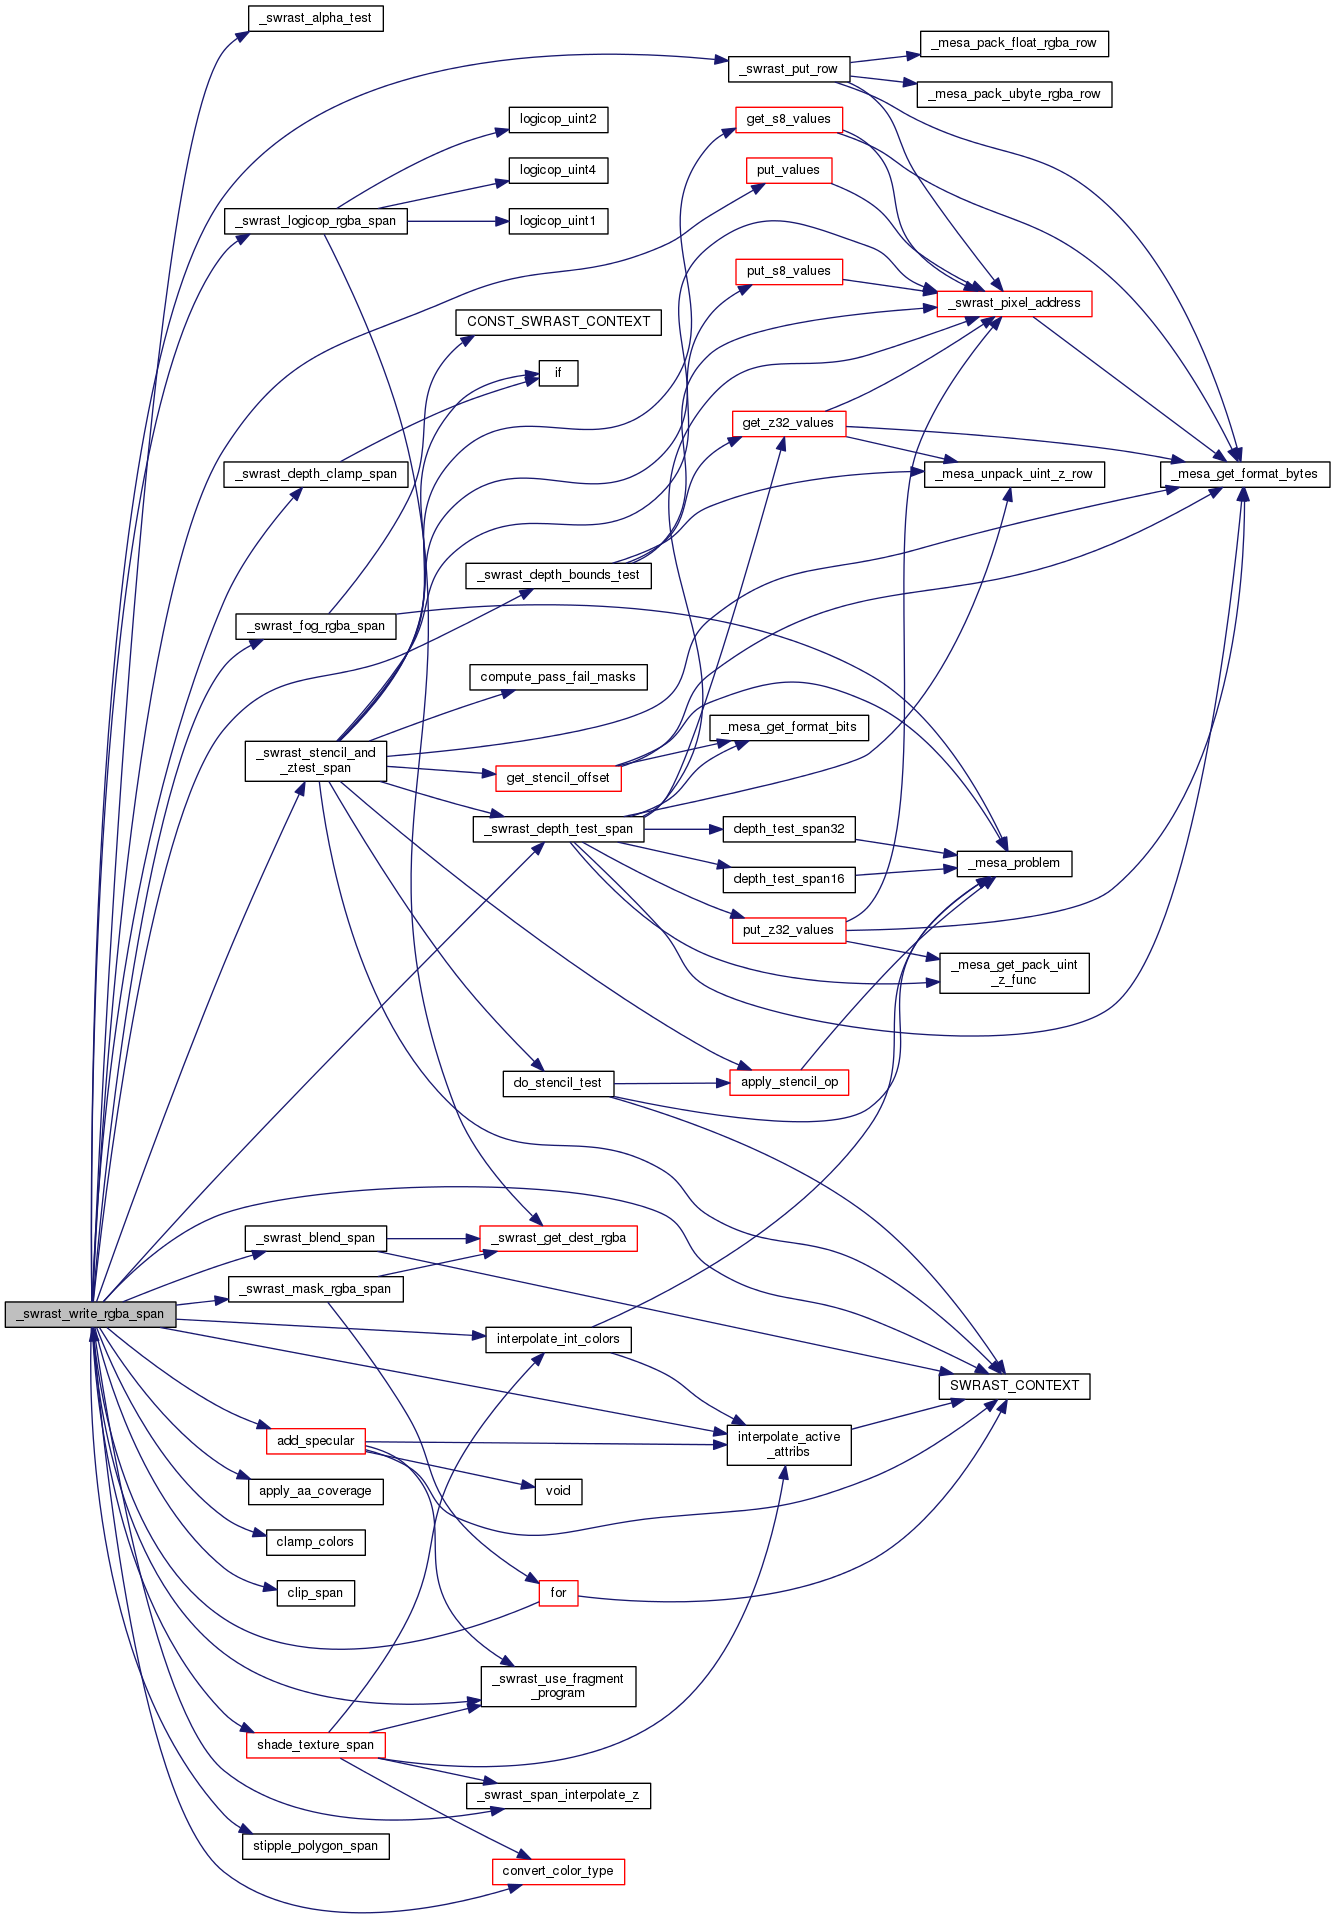 _swrast_alpha_test
_mesa_pack_float_rgba_row
_swrast_put_row
_mesa_pack_ubyte_rgba_row
logicop_uint2
get_s8_values
logicop_uint4
put_values
_swrast_logicop_rgba_span
logicop_uint1
put_s8_values
_swrast_pixel_address
CONST_SWRAST_CONTEXT
if
get_z32_values
_swrast_depth_clamp_span
_mesa_unpack_uint_z_row
_mesa_get_format_bytes
_swrast_depth_bounds_test
_swrast_fog_rgba_span
compute_pass_fail_masks
_mesa_get_format_bits
_swrast_stencil_and
_ztest_span
get_stencil_offset
_swrast_depth_test_span
depth_test_span32
_mesa_problem
depth_test_span16
put_z32_values
_mesa_get_pack_uint
_z_func
do_stencil_test
apply_stencil_op
_swrast_blend_span
_swrast_get_dest_rgba
_swrast_mask_rgba_span
_swrast_write_rgba_span
interpolate_int_colors
SWRAST_CONTEXT
add_specular
interpolate_active
_attribs
apply_aa_coverage
void
clamp_colors
clip_span
for
_swrast_use_fragment
_program
shade_texture_span
_swrast_span_interpolate_z
stipple_polygon_span
convert_color_type